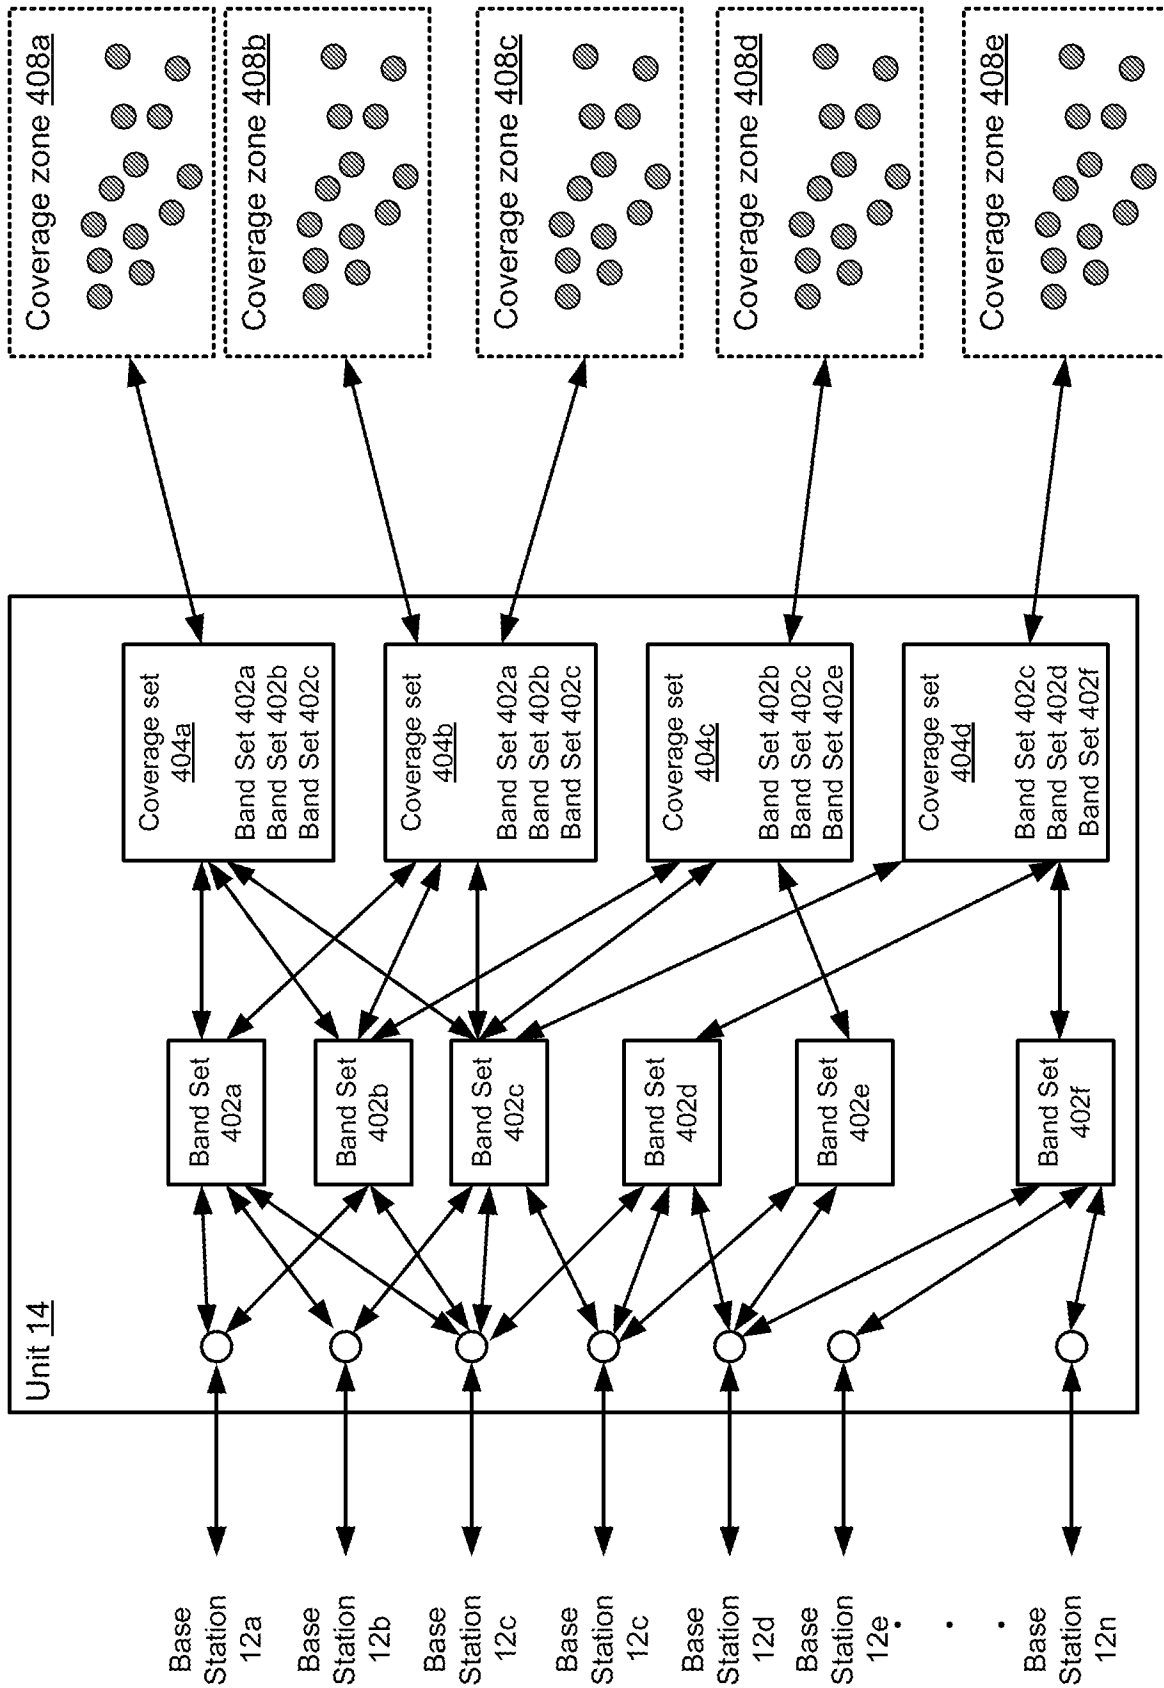 Coverage zone 408a
Coverage zone 408b
Coverage zone 408c
Coverage zone 408d
Coverage zone 408e
Unit 14
Coverage set
404a
Band Set 402a
Band Set 402b
Band Set 402c
Coverage set
404b
Band Set 402a
Band Set 402b
Band Set 402c
Coverage set
404c
Band Set 402b
Band Set 402c
Band Set 402e
Coverage set
404d
Band Set 402c
Band Set 402d
Band Set 402f
Band Set
402a
Band Set
402b
Band Set
402c
Band Set
402d
Band Set
402e
Band Set
402f
Base
Station
12a
Base
Station
12b
Base
Station
12c
Base
Station
12c
Base
Station
12d
Base
Station
12e
. . .
Base
Station
12n